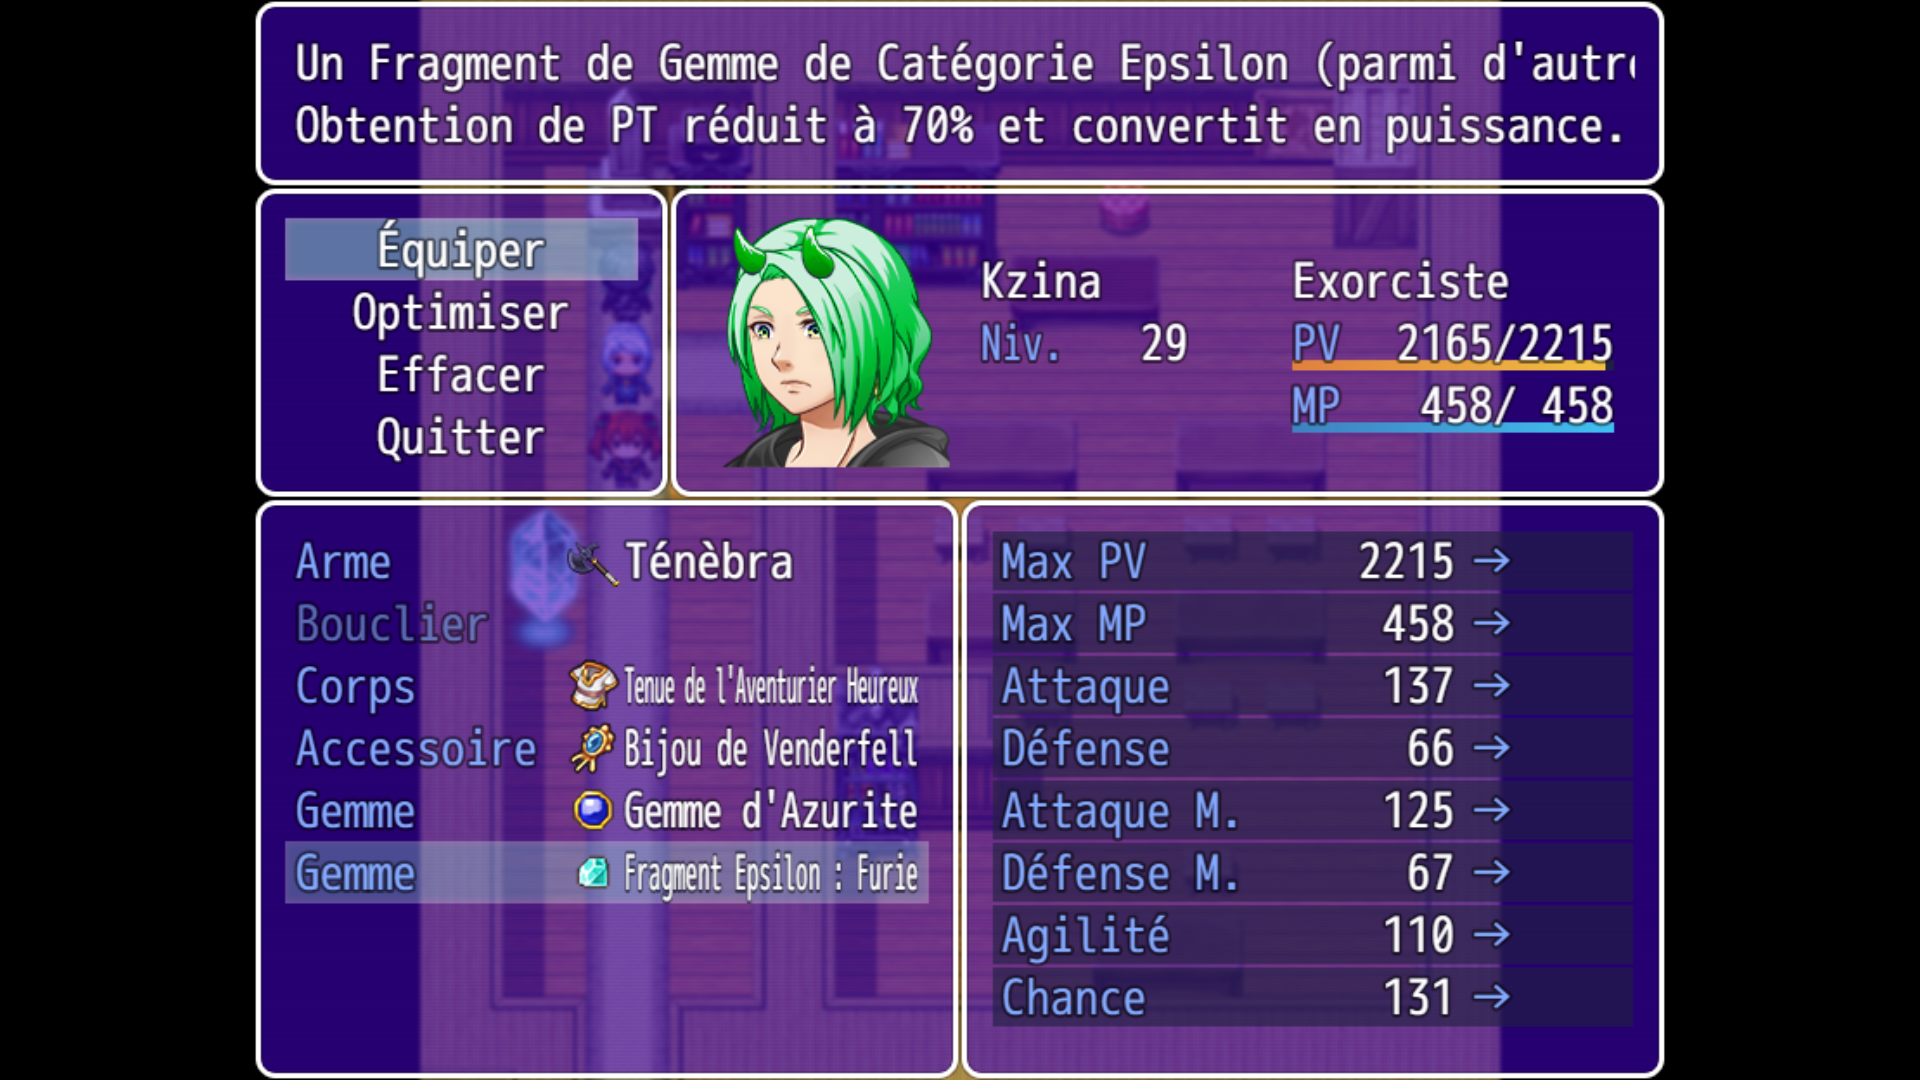 Un Fragment de Gemme de Catégorie Epsilon (parmi d'autr
Obtention de PT réduit à 70% et convertit en puissance.
Équiper
Optimiser
Effacer
Quitter
Kzina
Niv. 29
Exorciste
PV 2165/2215
MP 458/ 458
Arme Ténèbra
Bouclier
Corps Tenue de l'Aventurier Heureux
Accessoire Bijou de Venderfell
Gemme Gemme d'Azurite
Gemme Fragment Epsilon : Furie
Max PV 2215 →
Max MP 458 →
Attaque 137 →
Défense 66 →
Attaque M. 125 →
Défense M. 67 →
Agilité 110 →
Chance 131 →